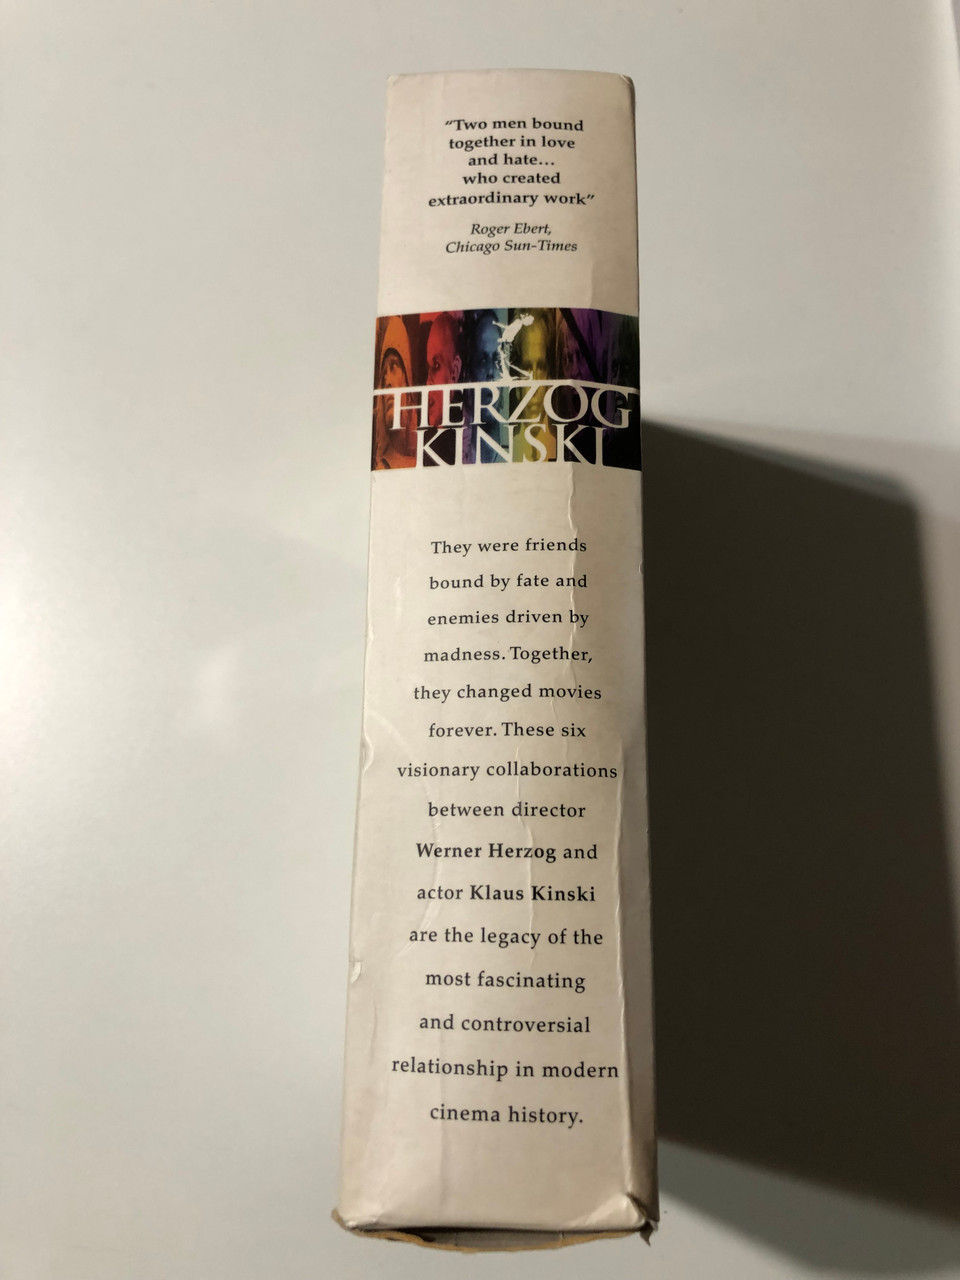 “Two men bound
together in love
and hate...
who created
extraordinary work”
Roger Ebert,
Chicago Sun-Times
HERZOG
KINSKI
They were friends
bound by fate and
enemies driven by
madness. Together,
they changed movies
forever. These six
visionary collaborations
between director
Werner Herzog and
actor Klaus Kinski
are the legacy of the
most fascinating
and controversial
relationship in modern
cinema history.